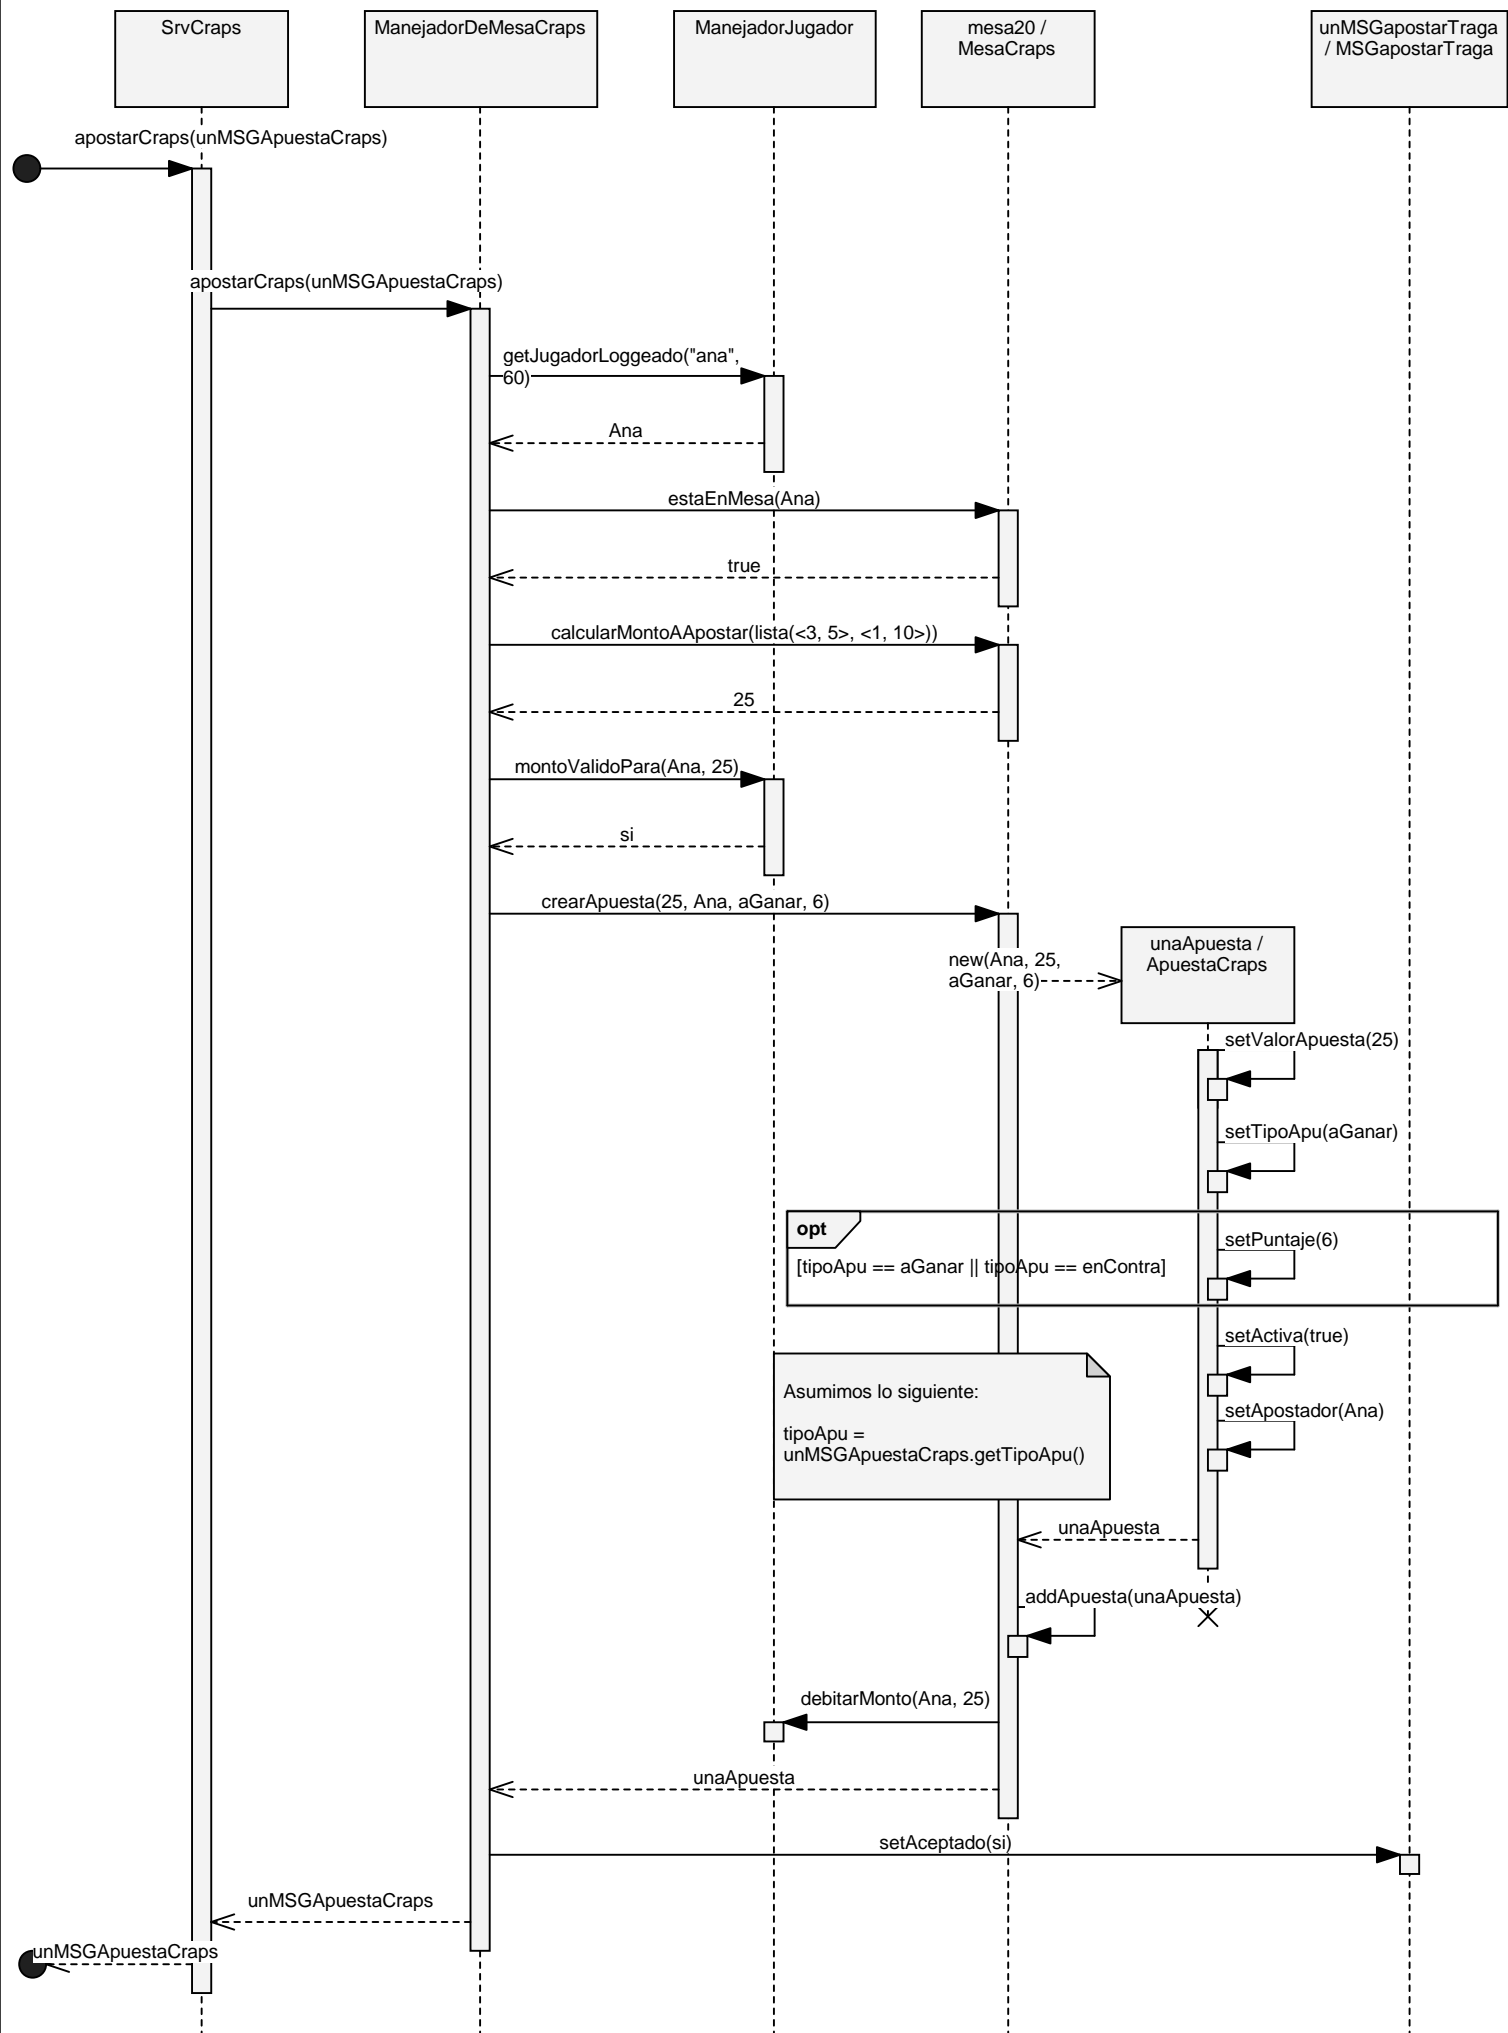 SrvCraps
ManejadorDeMesaCraps
ManejadorJugador
mesa20 /
MesaCraps
unMSGapostarTraga
/ MSGapostarTraga
apostarCraps(unMSGApuestaCraps)
apostarCraps(unMSGApuestaCraps)
getJugadorLoggeado("ana",
60)
Ana
estaEnMesa(Ana)
true
calcularMontoAApostar(lista(<3, 5>, <1, 10>))
25
montoValidoPara(Ana, 25)
si
crearApuesta(25, Ana, aGanar, 6)
unaApuesta /
ApuestaCraps
new(Ana, 25,
aGanar, 6)
setValorApuesta(25)
setTipoApu(aGanar)
opt
setPuntaje(6)
[tipoApu == aGanar || tipoApu == enContra]
setActiva(true)
Asumimos lo siguiente:
setApostador(Ana)
tipoApu =
unMSGApuestaCraps.getTipoApu()
unaApuesta
addApuesta(unaApuesta)
debitarMonto(Ana, 25)
unaApuesta
setAceptado(si)
unMSGApuestaCraps
unMSGApuestaCraps